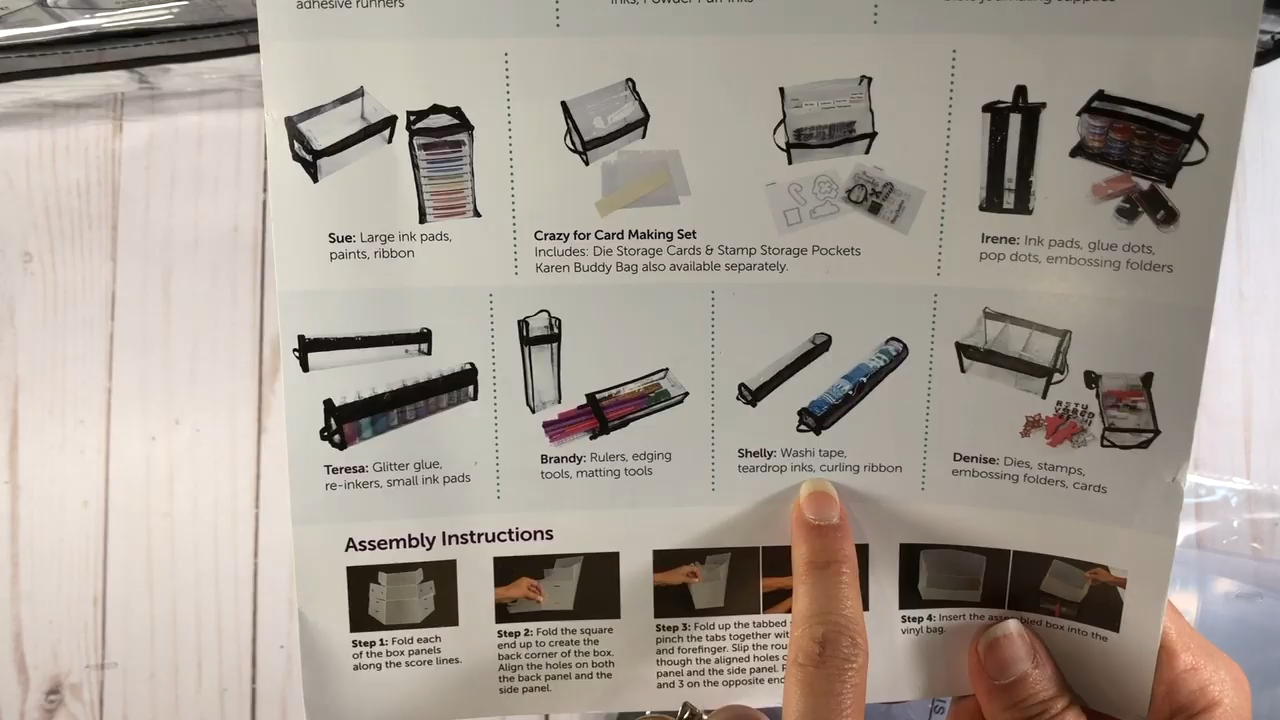 adhesive runners
Sue: Large ink pads,
paints, ribbon
Crazy for Card Making Set
Includes: Die Storage Cards & Stamp Storage Pockets
Karen Buddy Bag also available separately.
Irene: Ink pads, glue dots,
pop dots, embossing folders
Teresa: Glitter glue,
re-inkers, small ink pads
Brandy: Rulers, edging
tools, matting tools
Shelly: Washi tape,
teardrop inks, curling ribbon
Denise: Dies, stamps,
embossing folders, cards
Assembly Instructions
Step 1: Fold each
of the box panels
along the score lines.
Step 2: Fold the square
end up to create the
back corner of the box.
Align the holes on both
the back panel and the
side panel.
Step 3: Fold up the tabbed
pinch the tabs together
and forefinger. Slip the
though the aligned holes
panel and the side panel.
and 3 on the opposite
Step 4: Insert the box into the
vinyl bag.